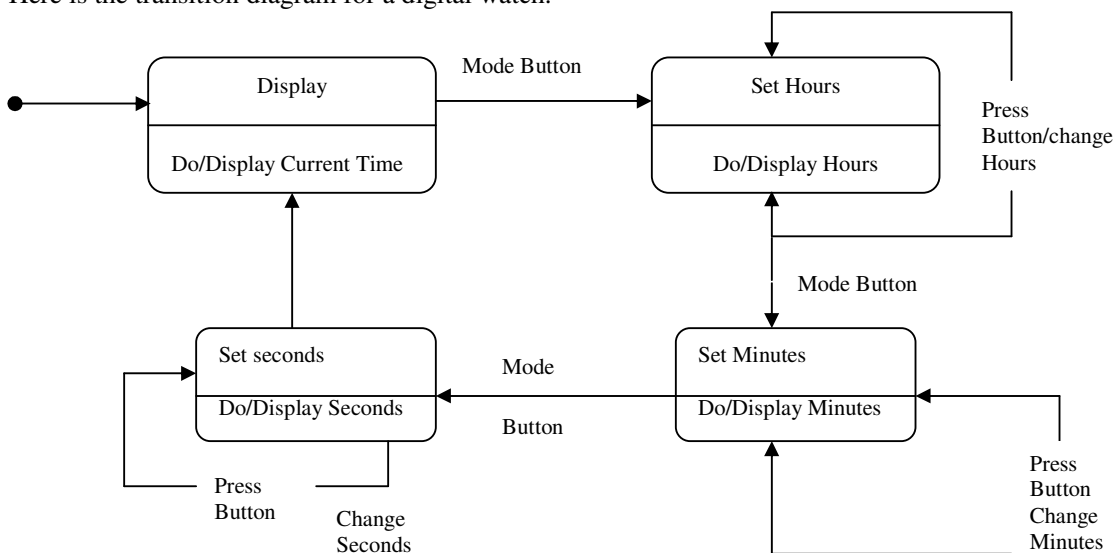 Here is the transition diagram for a digital watch.
Mode Button
Display
Do/Display Current Time
Set Hours
Do/Display Hours
Press
Button/change
Hours
Mode Button
Set seconds
Do/Display Seconds
Mode
Button
Set Minutes
Do/Display Minutes
Press
Button
Change
Seconds
Press
Button
Change
Minutes